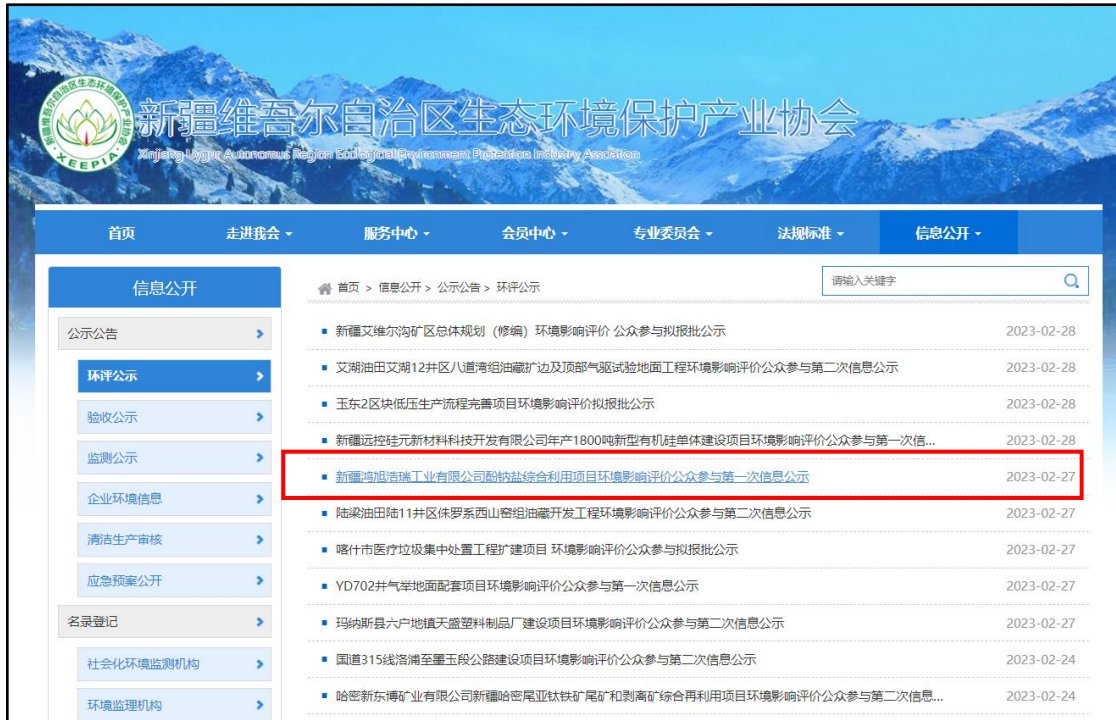 新疆维吾尔自治区生态环境保护产业协会
XEEPIA
新疆维吾尔自治区生态环境保护产业协会
Xinjiang Uygur Autonomous Region Ecological Environment Protection Industry Assciation
首页 走进我会 服务中心 会员中心 专业委员会 法规标准 信息公开
信息公开
首页 > 信息公开 > 公示公告 > 环评公示
请输入关键字
公示公告
环评公示
验收公示
监测公示
企业环境信息
清洁生产审核
应急预案公开
名录登记
社会化环境监测机构
环境监理机构
新疆艾维尔沟矿区总体规划（修编）环境影响评价 公众参与拟报批公示 2023-02-28
艾湖油田艾湖12井区八道湾组油藏扩边及顶部气驱试验地面工程环境影响评价公众参与第二次信息公示 2023-02-28
玉东2区块低压生产流程完善项目环境影响评价拟报批公示 2023-02-28
新疆远控硅元新材料科技开发有限公司年产1800吨新型有机硅单体建设项目环境影响评价公众参与第一次信... 2023-02-28
新疆鸿旭浩瑞工业有限公司酚钠盐综合利用项目环境影响评价公众参与第一次信息公示 2023-02-27
陆梁油田陆11井区侏罗系西山窑组油藏开发工程环境影响评价公众参与第二次信息公示 2023-02-27
喀什市医疗垃圾集中处置工程扩建项目 环境影响评价公众参与拟报批公示 2023-02-27
YD702井气举地面配套项目环境影响评价公众参与第一次信息公示 2023-02-27
玛纳斯县六户地镇天盛塑料制品厂建设项目环境影响评价公众参与第二次信息公示 2023-02-27
国道315线洛浦至墨玉段公路建设项目环境影响评价公众参与第二次信息公示 2023-02-24
哈密新东博矿业有限公司新疆哈密尾亚钛铁矿尾矿和剥离矿综合再利用项目环境影响评价公众参与第二次信息... 2023-02-24